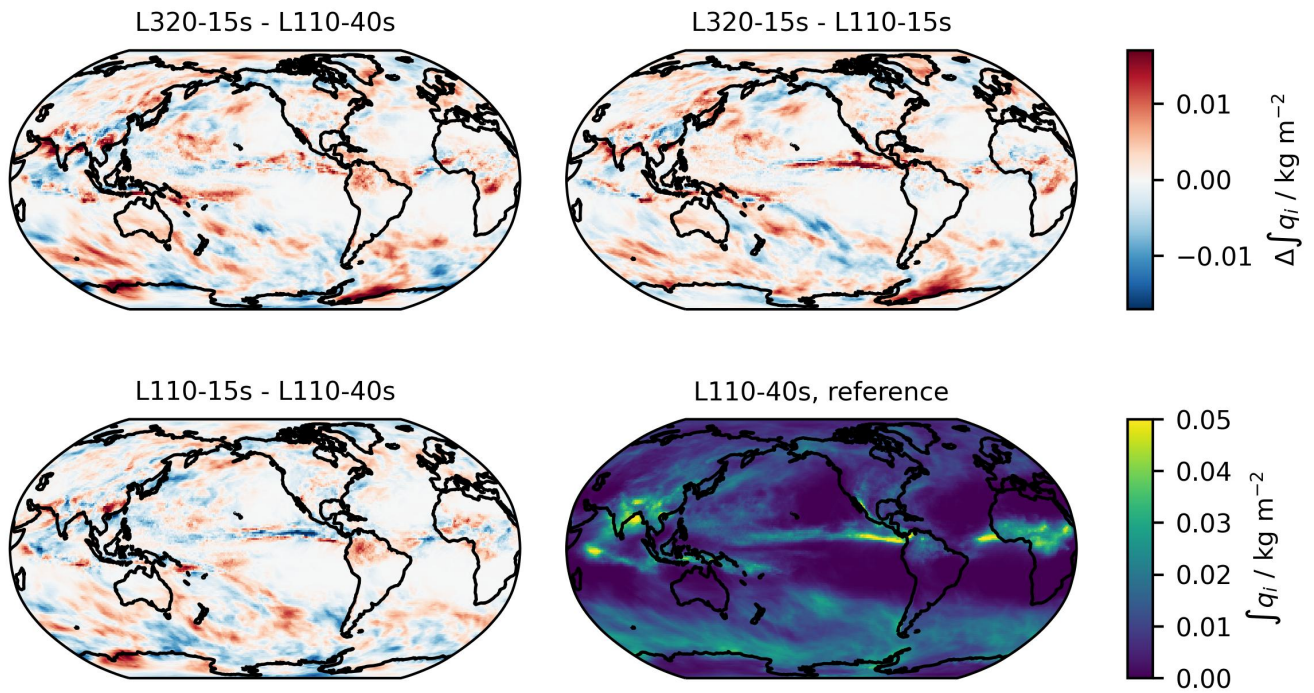 L320-15s - L110-40s
L320-15s - L110-15s
0.01
0.00
−0.01
Δ∫ qᵢ / kg m⁻²
L110-15s - L110-40s
L110-40s, reference
0.05
0.04
0.03
0.02
0.01
0.00
∫ qᵢ / kg m⁻²